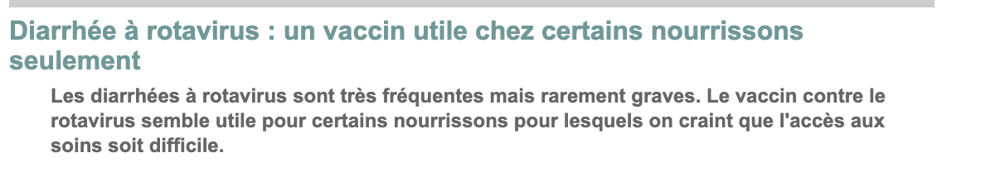 Diarrhée à rotavirus : un vaccin utile chez certains nourrissons
seulement
Les diarrhées à rotavirus sont très fréquentes mais rarement graves. Le vaccin contre le
rotavirus semble utile pour certains nourrissons pour lesquels on craint que l'accès aux
soins soit difficile.